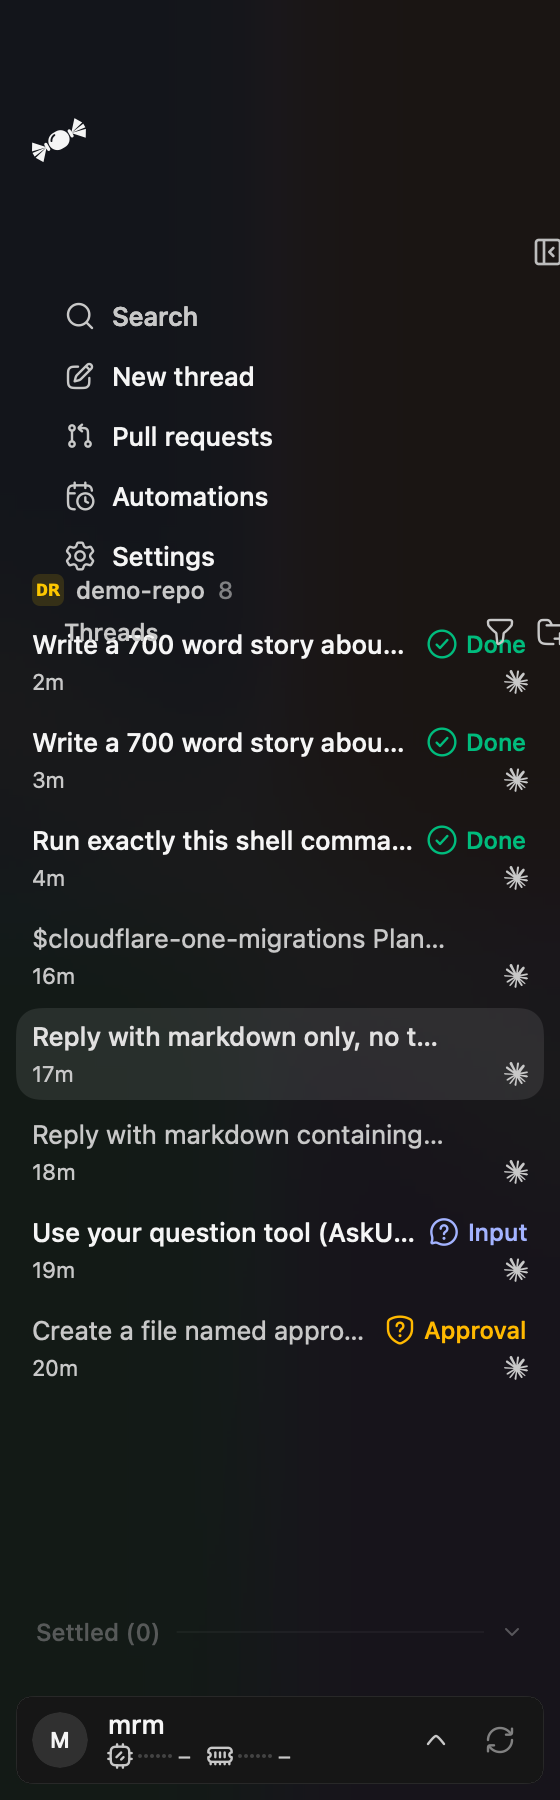 Search
New thread
Pull requests
Automations
Settings
DR demo-repo 8
Threads
Write a 700 word story abou... Done
2m
Write a 700 word story abou... Done
3m
Run exactly this shell comma... Done
4m
$cloudflare-one-migrations Plan...
16m
Reply with markdown only, no t...
17m
Reply with markdown containing...
18m
Use your question tool (AskU... Input
19m
Create a file named appro... Approval
20m
Settled (0)
M mrm
– –